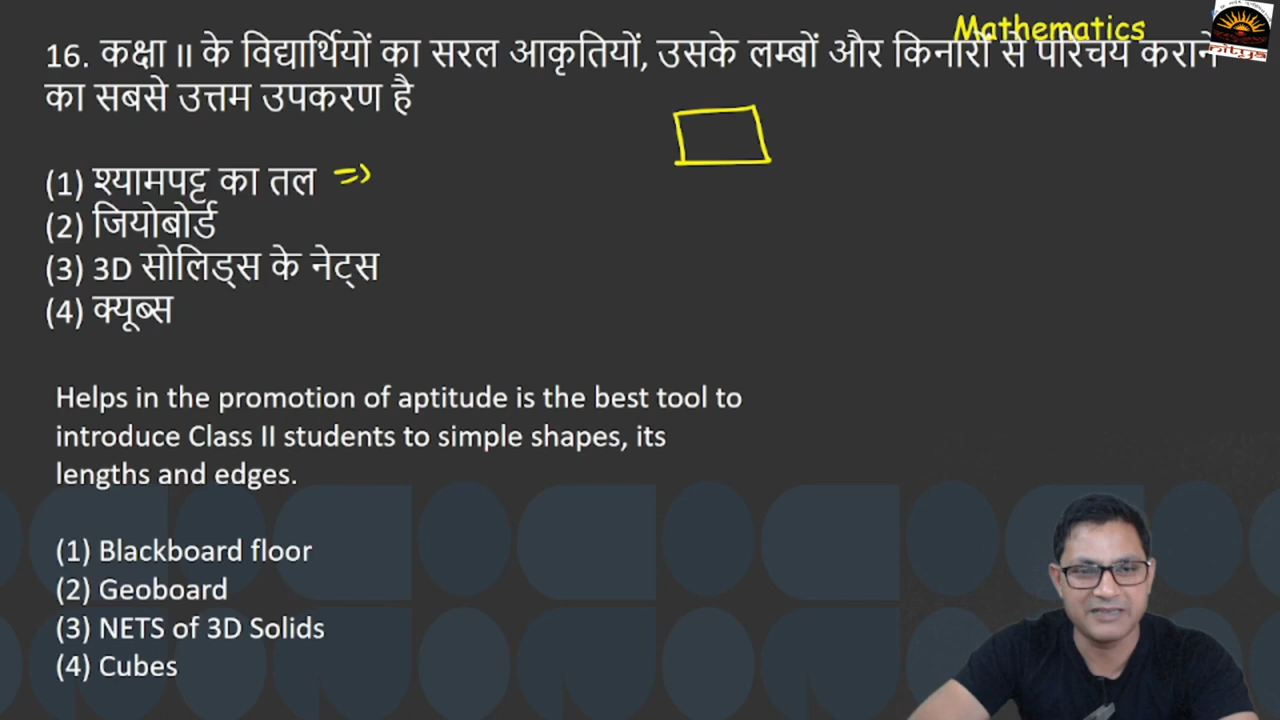 Mathematics
16. कक्षा II के विद्यार्थियों का सरल आकृतियों, उसके लम्बों और किनारों से परिचय कराने
का सबसे उत्तम उपकरण है
(1) श्यामपट्ट का तल =>
(2) जियोबोर्ड
(3) 3D सोलिड्स के नेट्स
(4) क्यूब्स
Helps in the promotion of aptitude is the best tool to
introduce Class II students to simple shapes, its
lengths and edges.
(1) Blackboard floor
(2) Geoboard
(3) NETS of 3D Solids
(4) Cubes